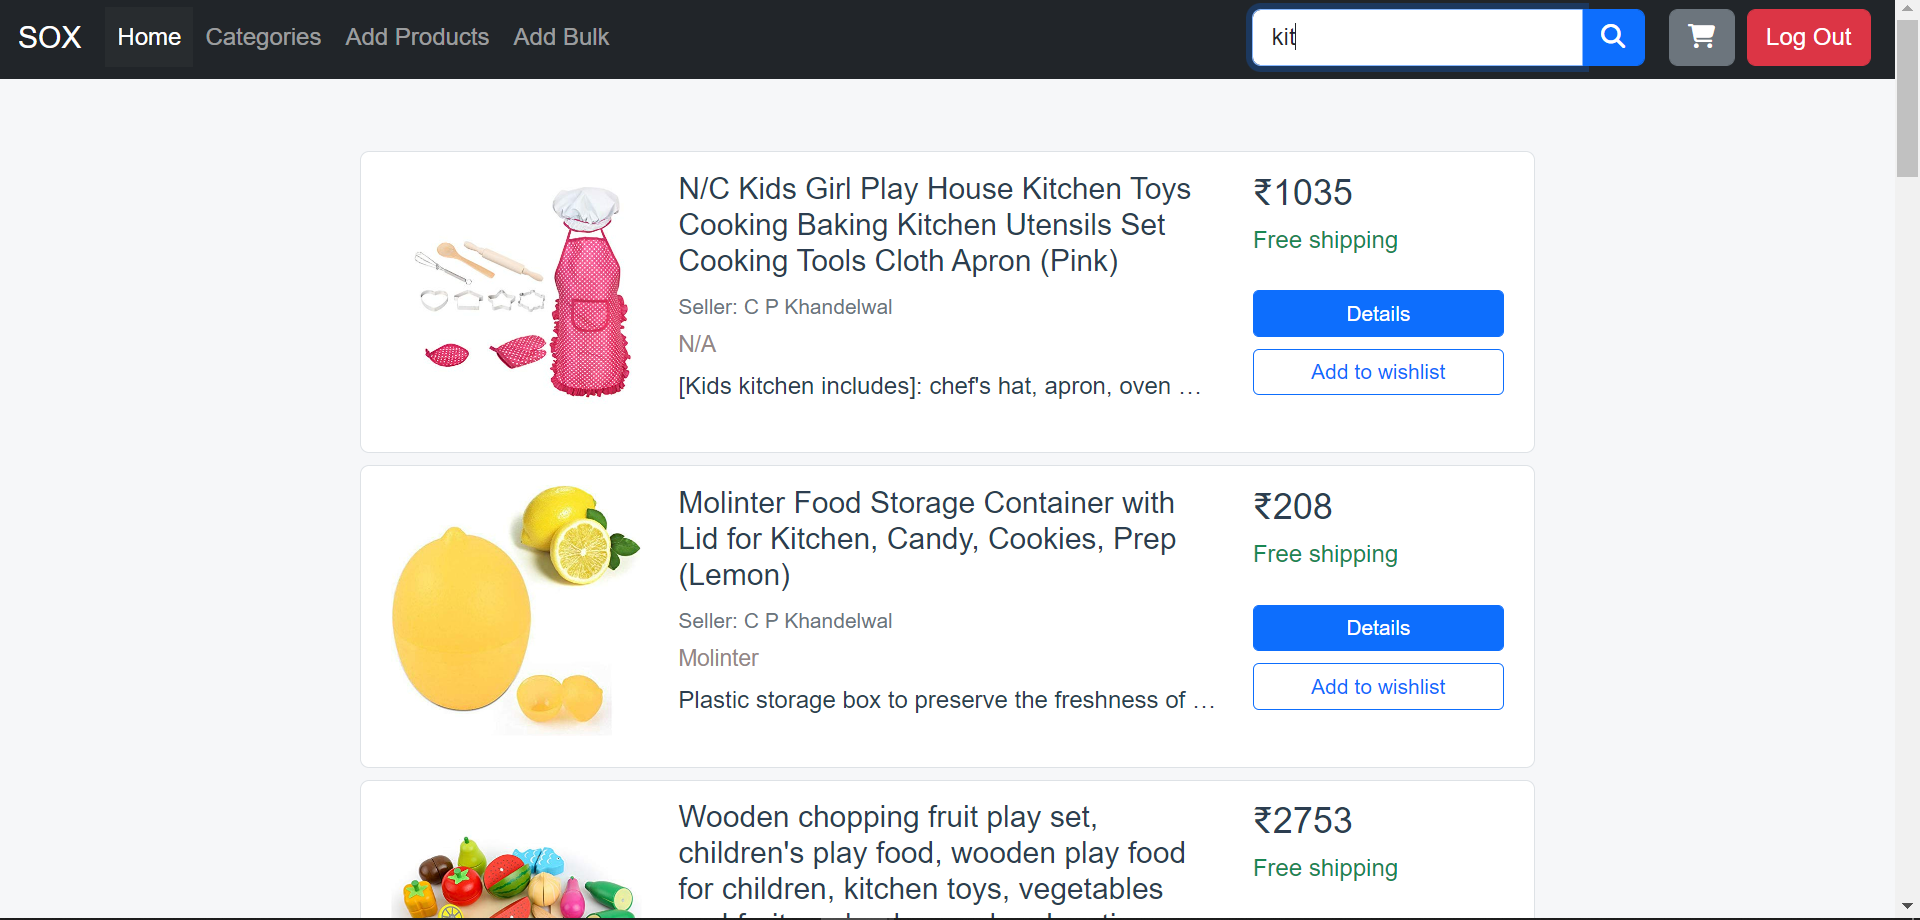 SOX Home Categories Add Products Add Bulk kit Log Out
N/C Kids Girl Play House Kitchen Toys
Cooking Baking Kitchen Utensils Set
Cooking Tools Cloth Apron (Pink)
Seller: C P Khandelwal
N/A
[Kids kitchen includes]: chef's hat, apron, oven …
₹1035
Free shipping
Details
Add to wishlist
Molinter Food Storage Container with
Lid for Kitchen, Candy, Cookies, Prep
(Lemon)
Seller: C P Khandelwal
Molinter
Plastic storage box to preserve the freshness of …
₹208
Free shipping
Details
Add to wishlist
Wooden chopping fruit play set,
children's play food, wooden play food
for children, kitchen toys, vegetables
₹2753
Free shipping